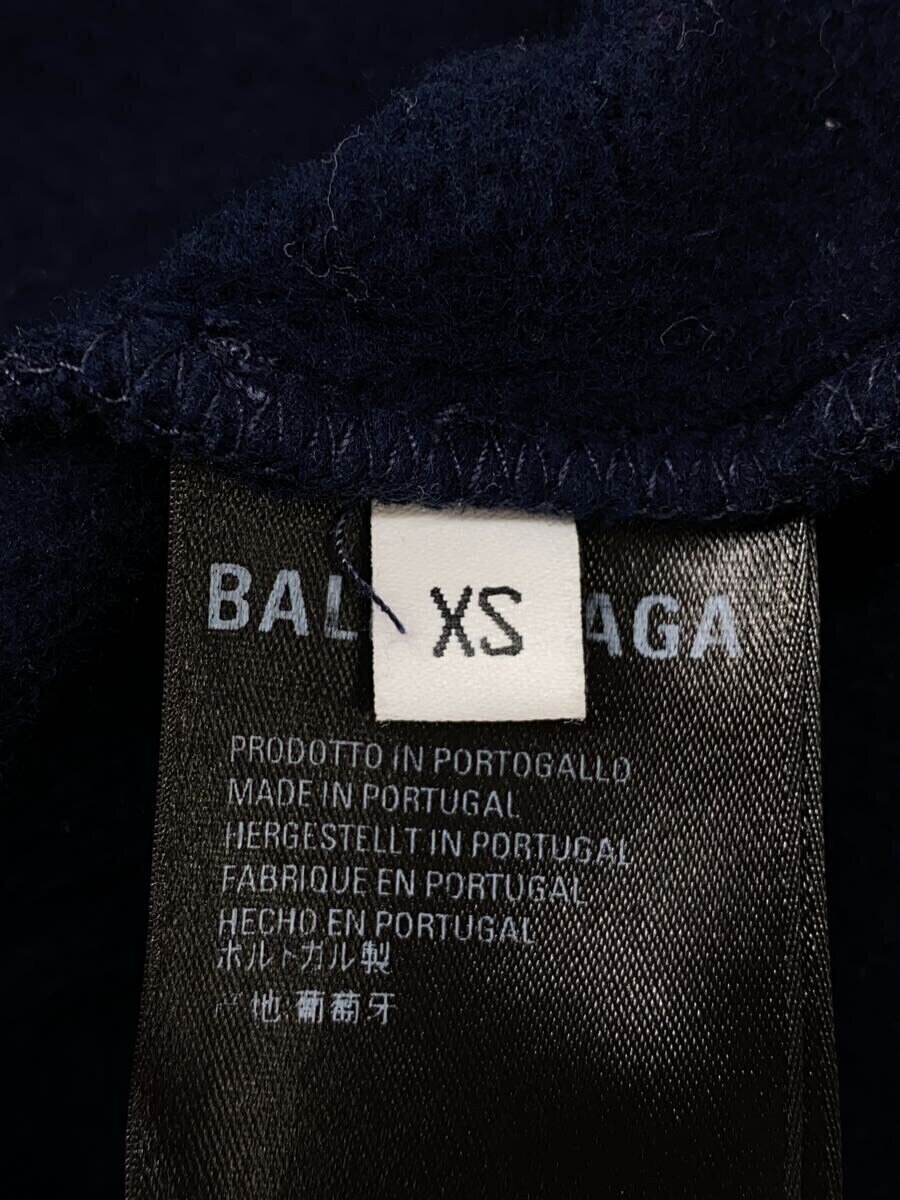 BAL AGA
XS
PRODOTTO IN PORTOGALLO
MADE IN PORTUGAL
HERGESTELLT IN PORTUGAL
FABRIQUE EN PORTUGAL
HECHO EN PORTUGAL
ポルトガル製
地 葡萄牙